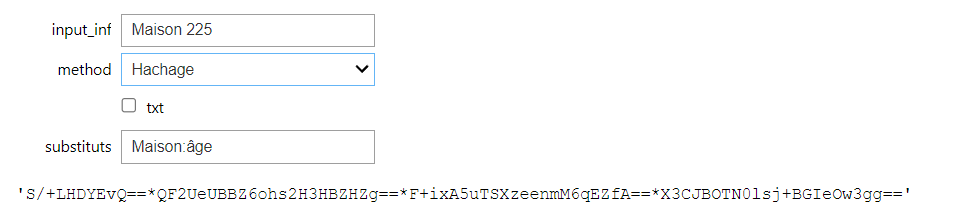 input_inf Maison 225
method Hachage
txt
substituts Maison:âge
'S/+LHDYEvQ==*QF2UeUBBZ6ohs2H3HBZHZg==*F+ixA5uTSXzeenmM6qEZfA==*X3CJBOTN0lsj+BGIeOw3gg=='